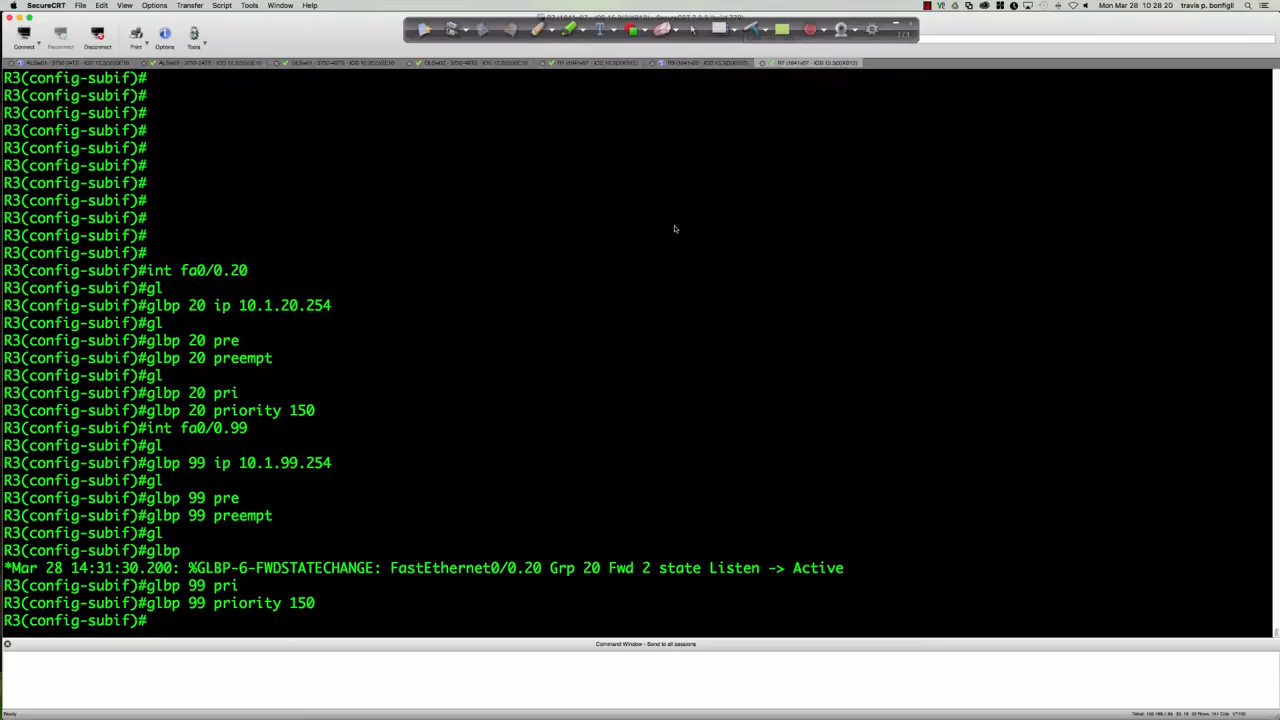 SecureCRT File Edit View Options Transfer Script Tools Window Help
Mon Mar 28 10 28 20 travis p. bonfigli
Connect Reconnect Disconnect Print Options Tools
1/1
R3(config-subif)#
R3(config-subif)#
R3(config-subif)#
R3(config-subif)#
R3(config-subif)#
R3(config-subif)#
R3(config-subif)#
R3(config-subif)#
R3(config-subif)#
R3(config-subif)#
R3(config-subif)#
R3(config-subif)#int fa0/0.20
R3(config-subif)#gl
R3(config-subif)#glbp 20 ip 10.1.20.254
R3(config-subif)#gl
R3(config-subif)#glbp 20 pre
R3(config-subif)#glbp 20 preempt
R3(config-subif)#gl
R3(config-subif)#glbp 20 pri
R3(config-subif)#glbp 20 priority 150
R3(config-subif)#int fa0/0.99
R3(config-subif)#gl
R3(config-subif)#glbp 99 ip 10.1.99.254
R3(config-subif)#gl
R3(config-subif)#glbp 99 pre
R3(config-subif)#glbp 99 preempt
R3(config-subif)#gl
R3(config-subif)#glbp
*Mar 28 14:31:30.200: %GLBP-6-FWDSTATECHANGE: FastEthernet0/0.20 Grp 20 Fwd 2 state Listen -> Active
R3(config-subif)#glbp 99 pri
R3(config-subif)#glbp 99 priority 150
R3(config-subif)#
Command Window - Send to all sessions
Ready